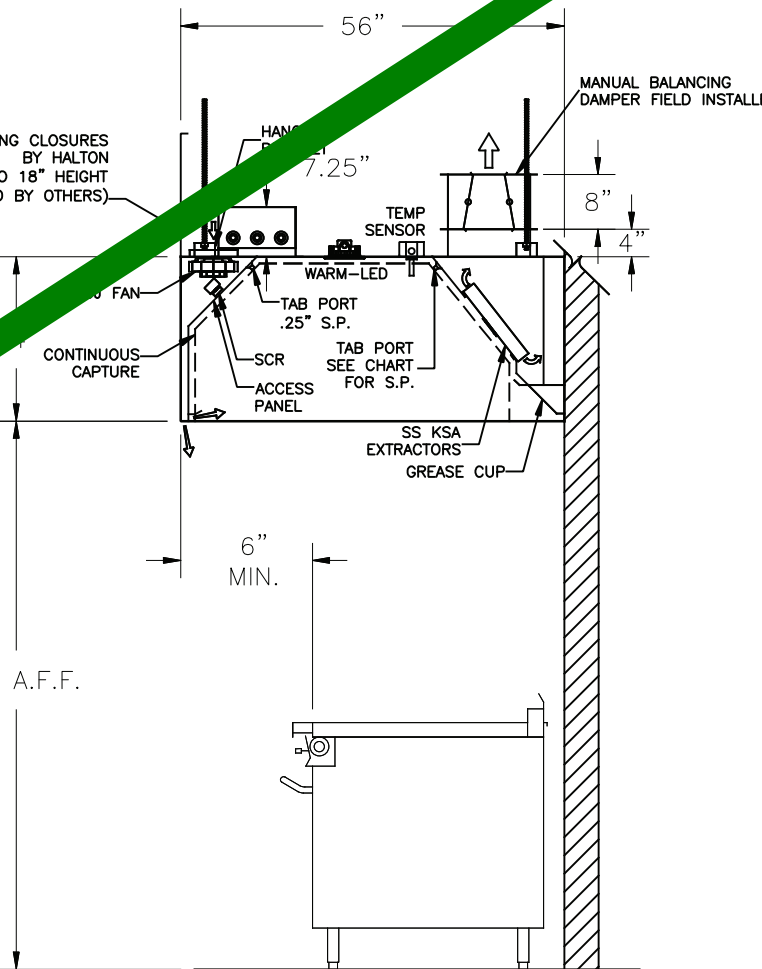 56”
MANUAL BALANCING
DAMPER FIELD
CLOSURES
BY HALTON
18” HEIGHT
BY OTHERS)
7.25”
8”
4”
TEMP
SENSOR
WARM-LED
FAN
TAB PORT
.25” S.P.
CONTINUOUS
CAPTURE
SCR
ACCESS
PANEL
TAB PORT
SEE CHART
FOR S.P.
SS KSA
EXTRACTORS
GREASE CUP
6”
MIN.
A.F.F.